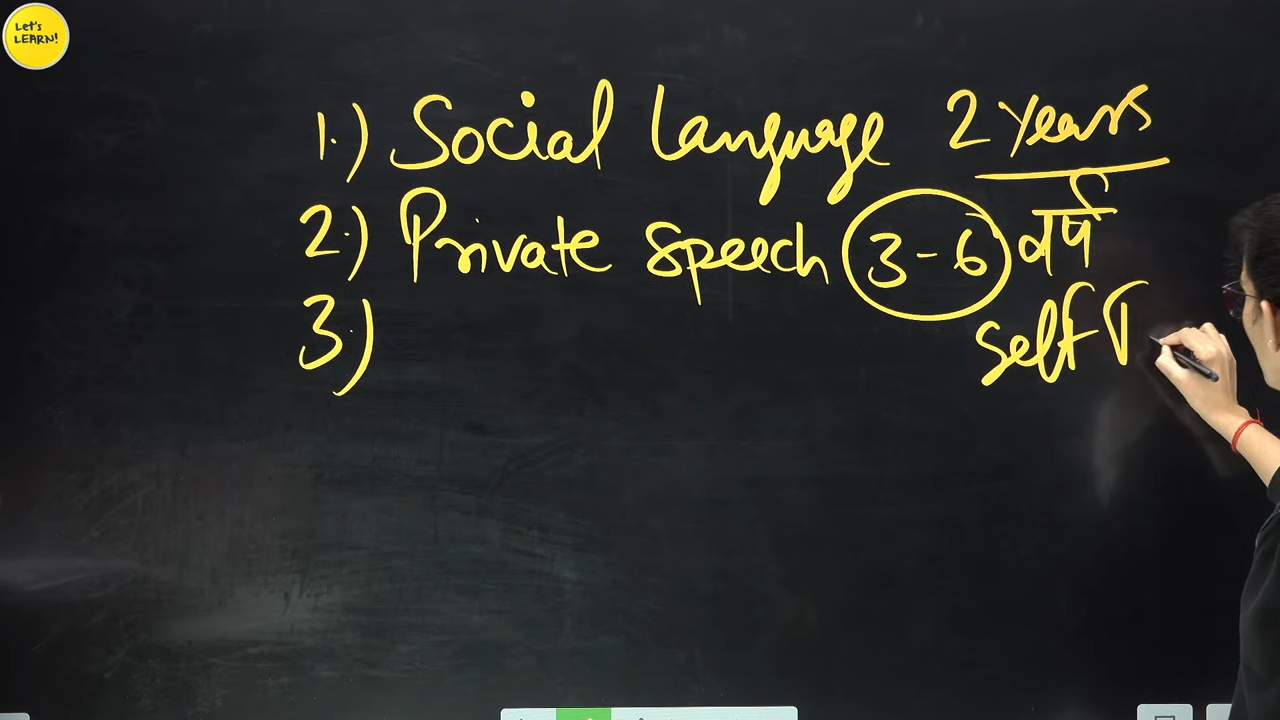 Let's
LEARN!
1.) Social Language 2 years
2.) Private speech 3-6 वर्ष
3.) self